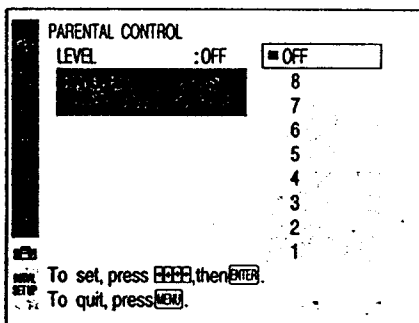 PARENTAL CONTROL
LEVEL :OFF
OFF
8
7
6
5
4
3
2
1
SETUP
To set, press , then ENTER.
To quit, press MENU.